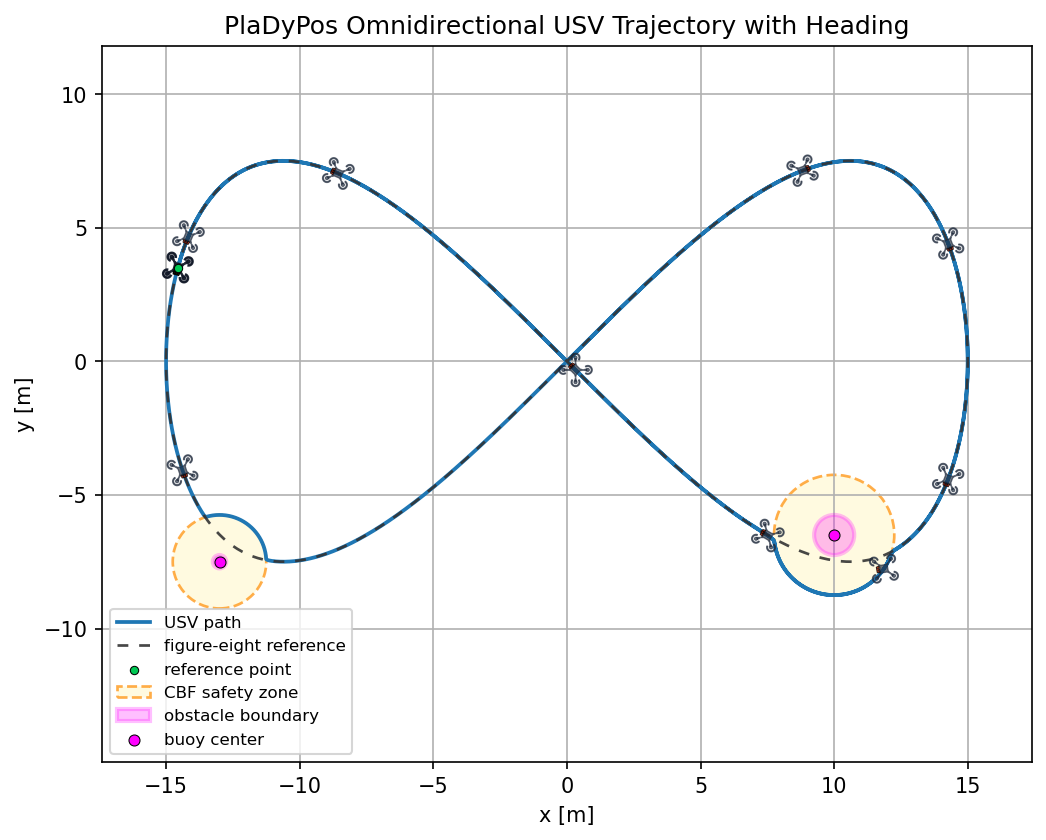 PlaDyPos Omnidirectional USV Trajectory with Heading
10
5
0
−5
−10
y [m]
USV path
figure-eight reference
reference point
CBF safety zone
obstacle boundary
buoy center
−15 −10 −5 0 5 10 15
x [m]